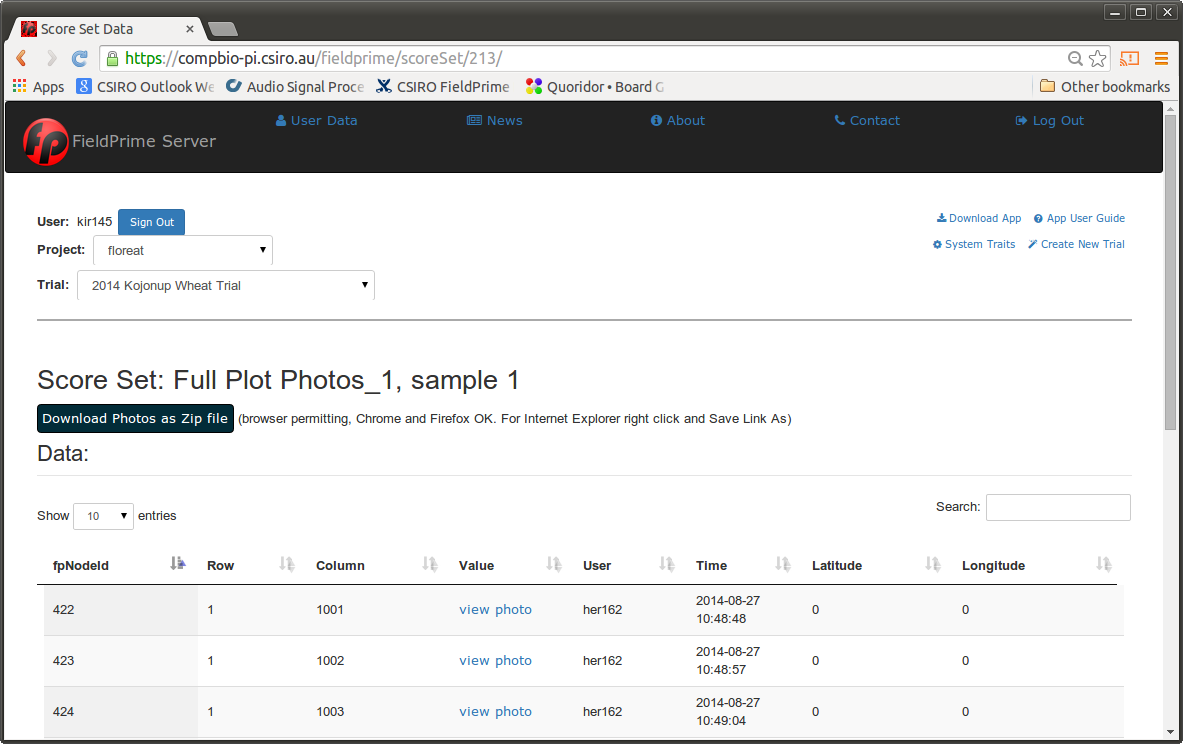 Score Set Data
https://compbio-pi.csiro.au/fieldprime/scoreSet/213/
Apps CSIRO Outlook We Audio Signal Proce CSIRO FieldPrime Quoridor • Board G Other bookmarks
fp FieldPrime Server User Data News About Contact Log Out
User: kir145 Sign Out Download App App User Guide
Project: floreat System Traits Create New Trial
Trial: 2014 Kojonup Wheat Trial
Score Set: Full Plot Photos_1, sample 1
Download Photos as Zip file (browser permitting, Chrome and Firefox OK. For Internet Explorer right click and Save Link As)
Data:
Show 10 entries Search:
fpNodeId Row Column Value User Time Latitude Longitude
422 1 1001 view photo her162 2014-08-27 10:48:48 0 0
423 1 1002 view photo her162 2014-08-27 10:48:57 0 0
424 1 1003 view photo her162 2014-08-27 10:49:04 0 0